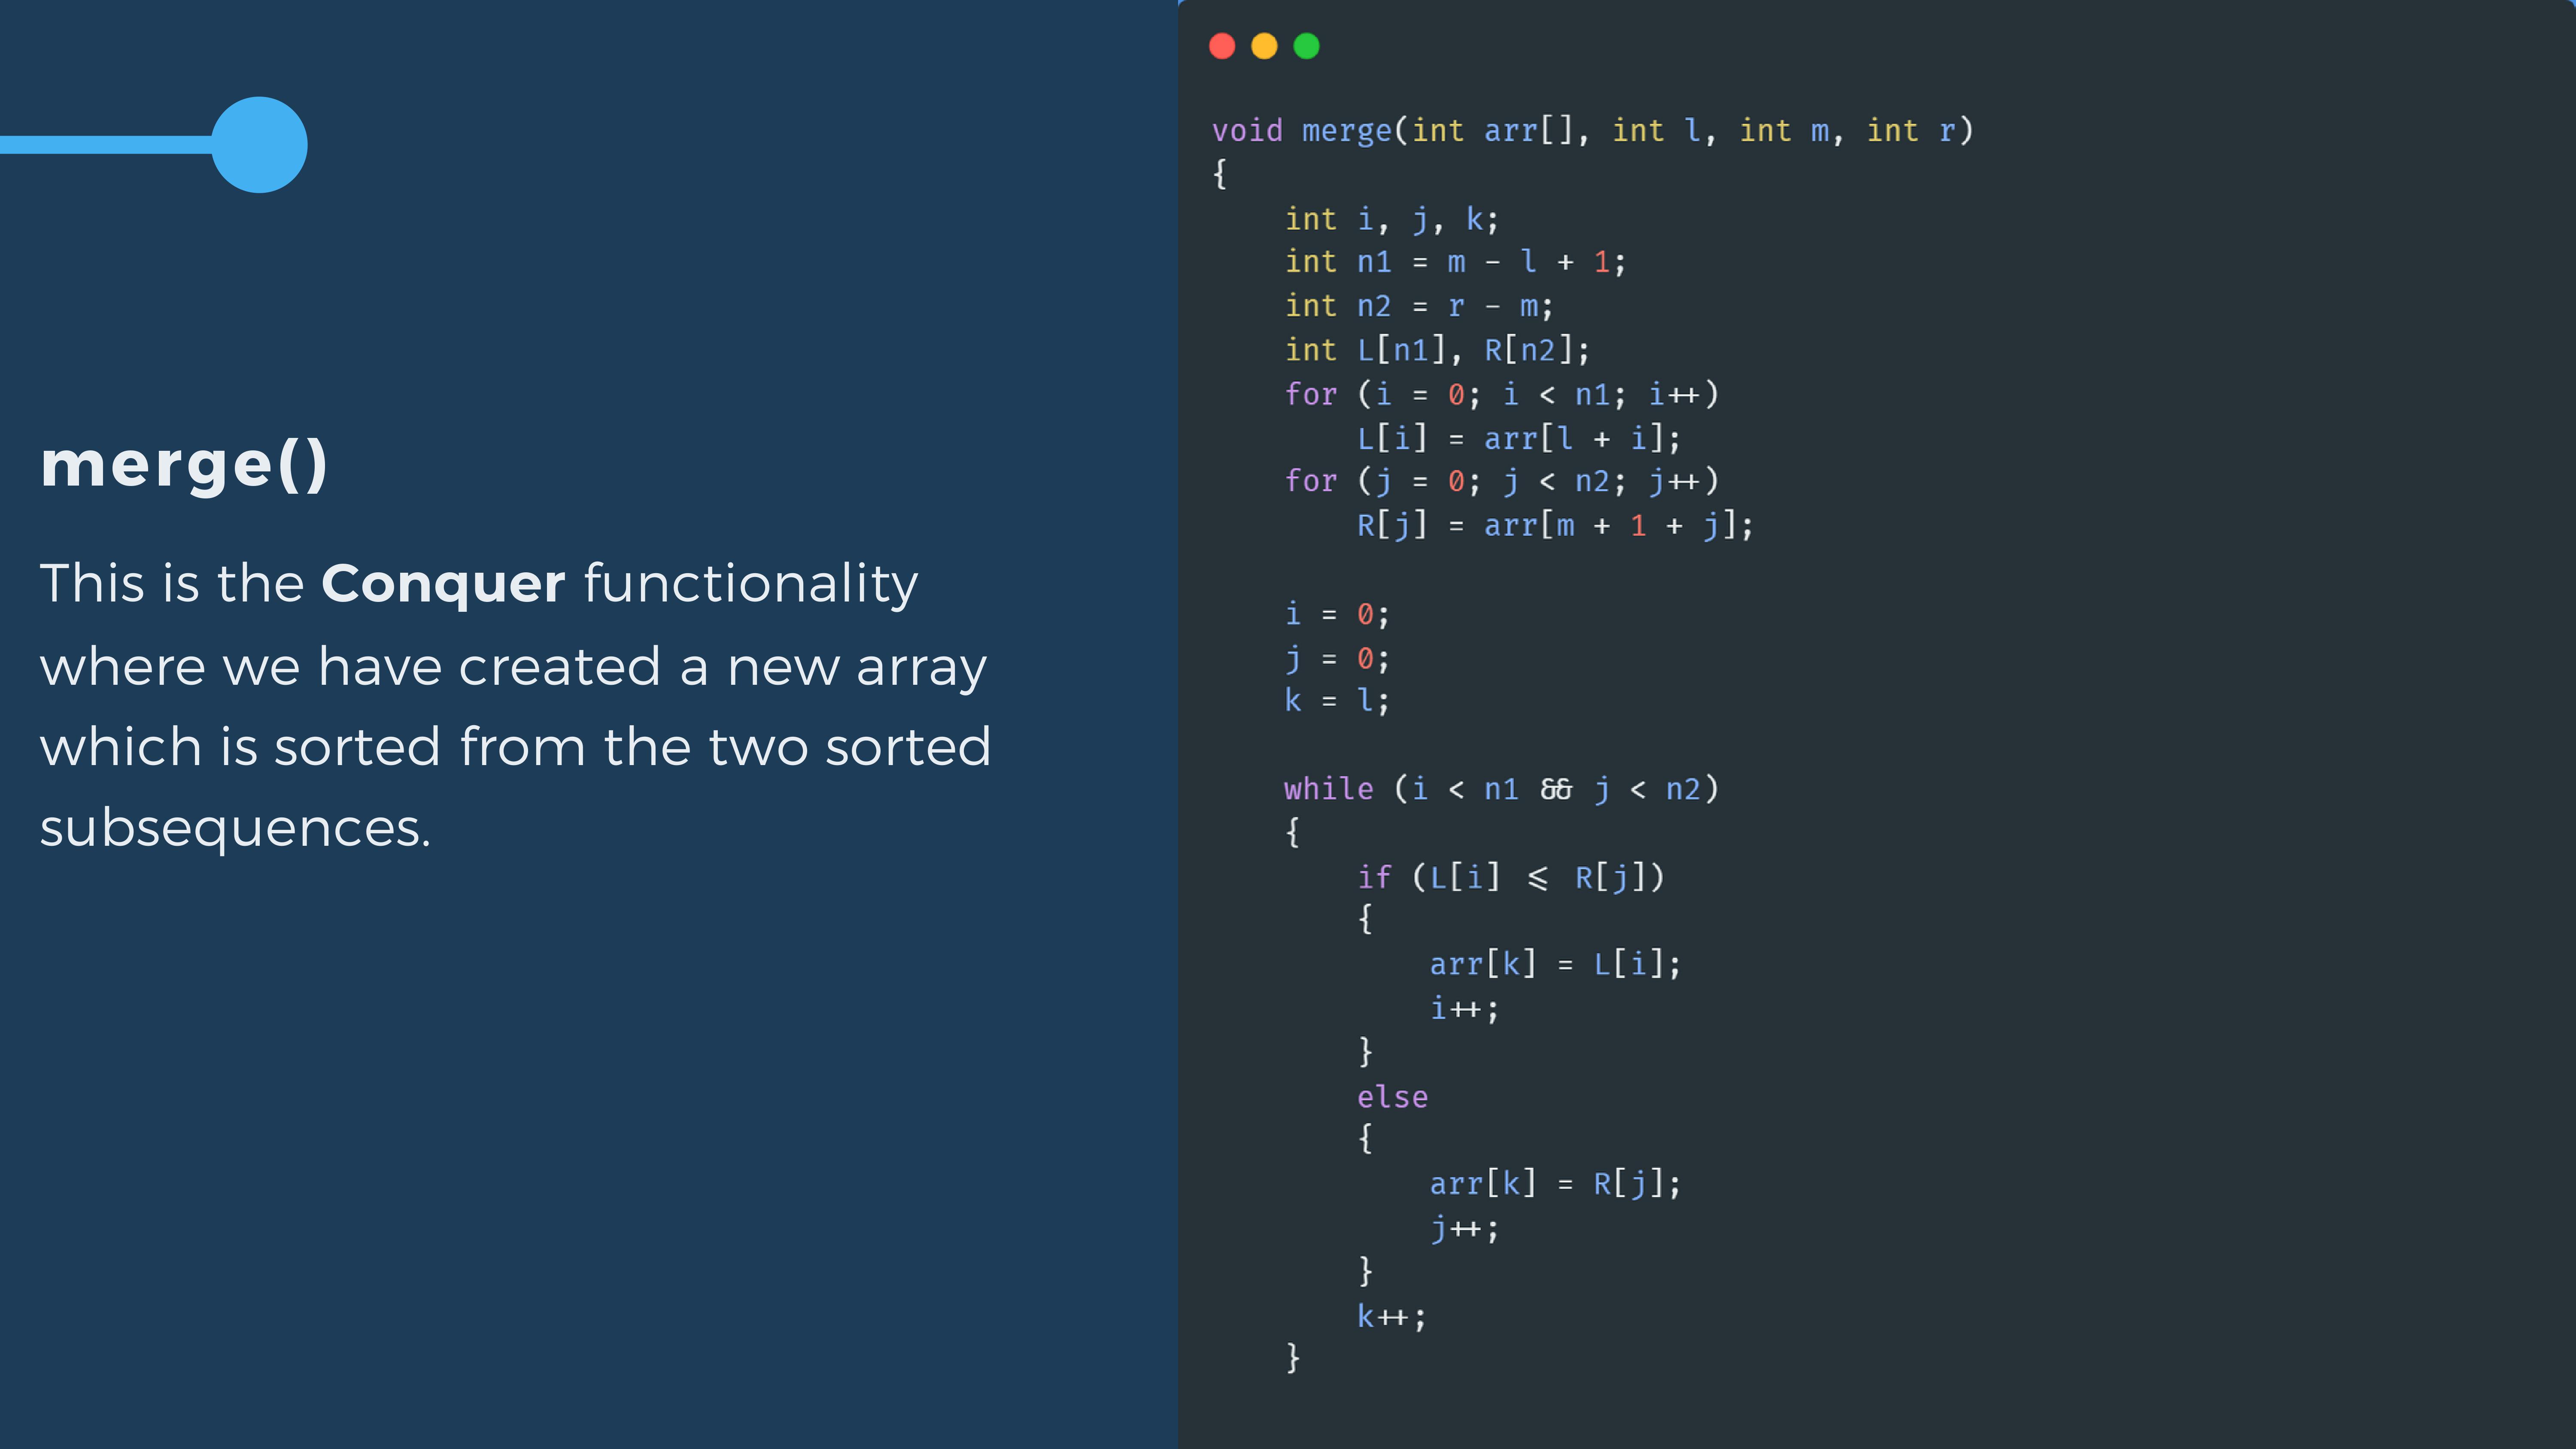 merge()
This is the Conquer functionality
where we have created a new array
which is sorted from the two sorted
subsequences.
void merge(int arr[], int l, int m, int r)
{
    int i, j, k;
    int n1 = m - l + 1;
    int n2 = r - m;
    int L[n1], R[n2];
    for (i = 0; i < n1; i++)
        L[i] = arr[l + i];
    for (j = 0; j < n2; j++)
        R[j] = arr[m + 1 + j];

    i = 0;
    j = 0;
    k = l;

    while (i < n1 && j < n2)
    {
        if (L[i] <= R[j])
        {
            arr[k] = L[i];
            i++;
        }
        else
        {
            arr[k] = R[j];
            j++;
        }
        k++;
    }